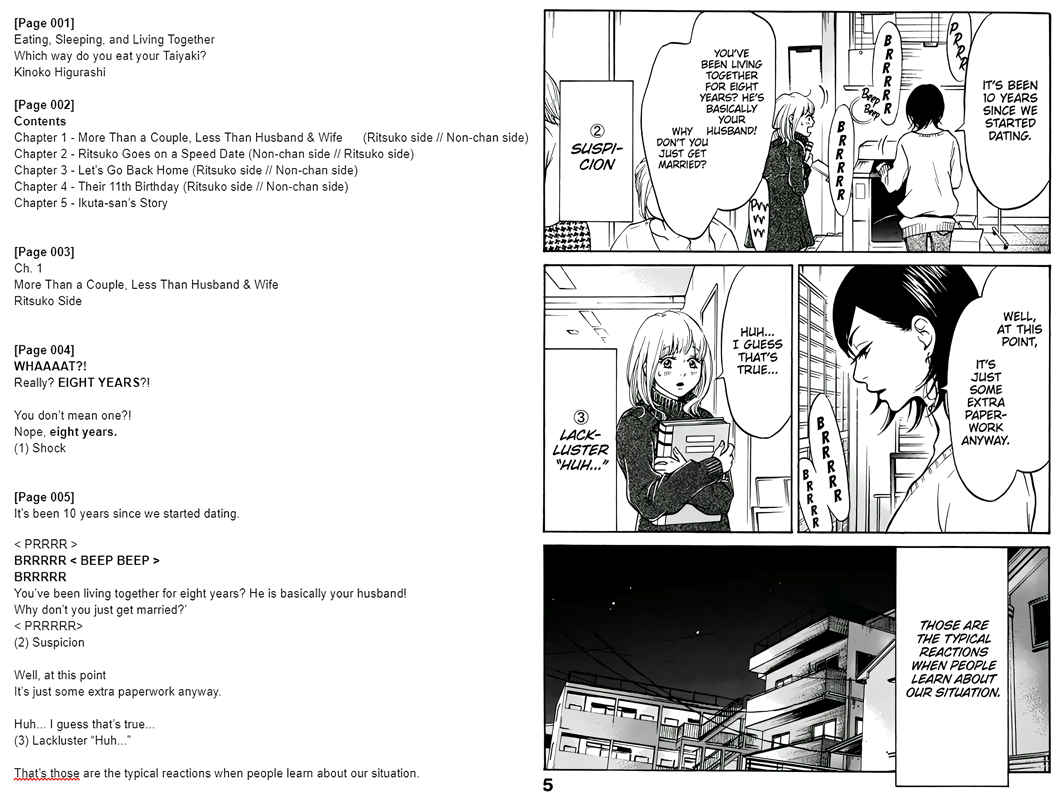 [Page 001]
Eating, Sleeping, and Living Together
Which way do you eat your Taiyaki?
Kinoko Higurashi
[Page 002]
Contents
Chapter 1 - More Than a Couple, Less Than Husband & Wife (Ritsuko side // Non-chan side)
Chapter 2 - Ritsuko Goes on a Speed Date (Non-chan side // Ritsuko side)
Chapter 3 - Let's Go Back Home (Ritsuko side // Non-chan side)
Chapter 4 - Their 11th Birthday (Ritsuko side // Non-chan side)
Chapter 5 - Ikuta-san's Story
[Page 003]
Ch. 1
More Than a Couple, Less Than Husband & Wife
Ritsuko Side
[Page 004]
WHAAAAT?!
Really? EIGHT YEARS?!
You don't mean one?!
Nope, eight years.
(1) Shock
[Page 005]
It's been 10 years since we started dating.
< PRRRR >
BRRRRR < BEEP BEEP >
BRRRRR
You've been living together for eight years? He is basically your husband!
Why don't you just get married?'
< PRRRRR>
(2) Suspicion
Well, at this point
It's just some extra paperwork anyway.
Huh... I guess that's true...
(3) Lackluster "Huh..."
That's those are the typical reactions when people learn about our situation.
IT'S BEEN
10 YEARS
SINCE WE
STARTED
DATING.
PRRR
BRRRRR
Beep
Beep
BRRRRR
YOU'VE
BEEN LIVING
TOGETHER
FOR EIGHT
YEARS? HE'S
BASICALLY
YOUR
HUSBAND!
WHY
DON'T YOU
JUST GET
MARRIED?
②
SUSPI-
CION
WELL,
AT THIS
POINT,
IT'S
JUST
SOME
EXTRA
PAPER-
WORK
ANYWAY.
BRRRRR
BRRRR
HUH...
I GUESS
THAT'S
TRUE...
③
LACK-
LUSTER
"HUH..."
THOSE ARE
THE TYPICAL
REACTIONS
WHEN PEOPLE
LEARN ABOUT
OUR SITUATION.
5